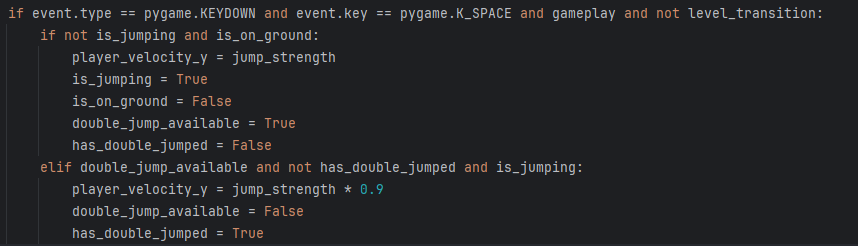 if event.type == pygame.KEYDOWN and event.key == pygame.K_SPACE and gameplay and not level_transition:
    if not is_jumping and is_on_ground:
        player_velocity_y = jump_strength
        is_jumping = True
        is_on_ground = False
        double_jump_available = True
        has_double_jumped = False
    elif double_jump_available and not has_double_jumped and is_jumping:
        player_velocity_y = jump_strength * 0.9
        double_jump_available = False
        has_double_jumped = True